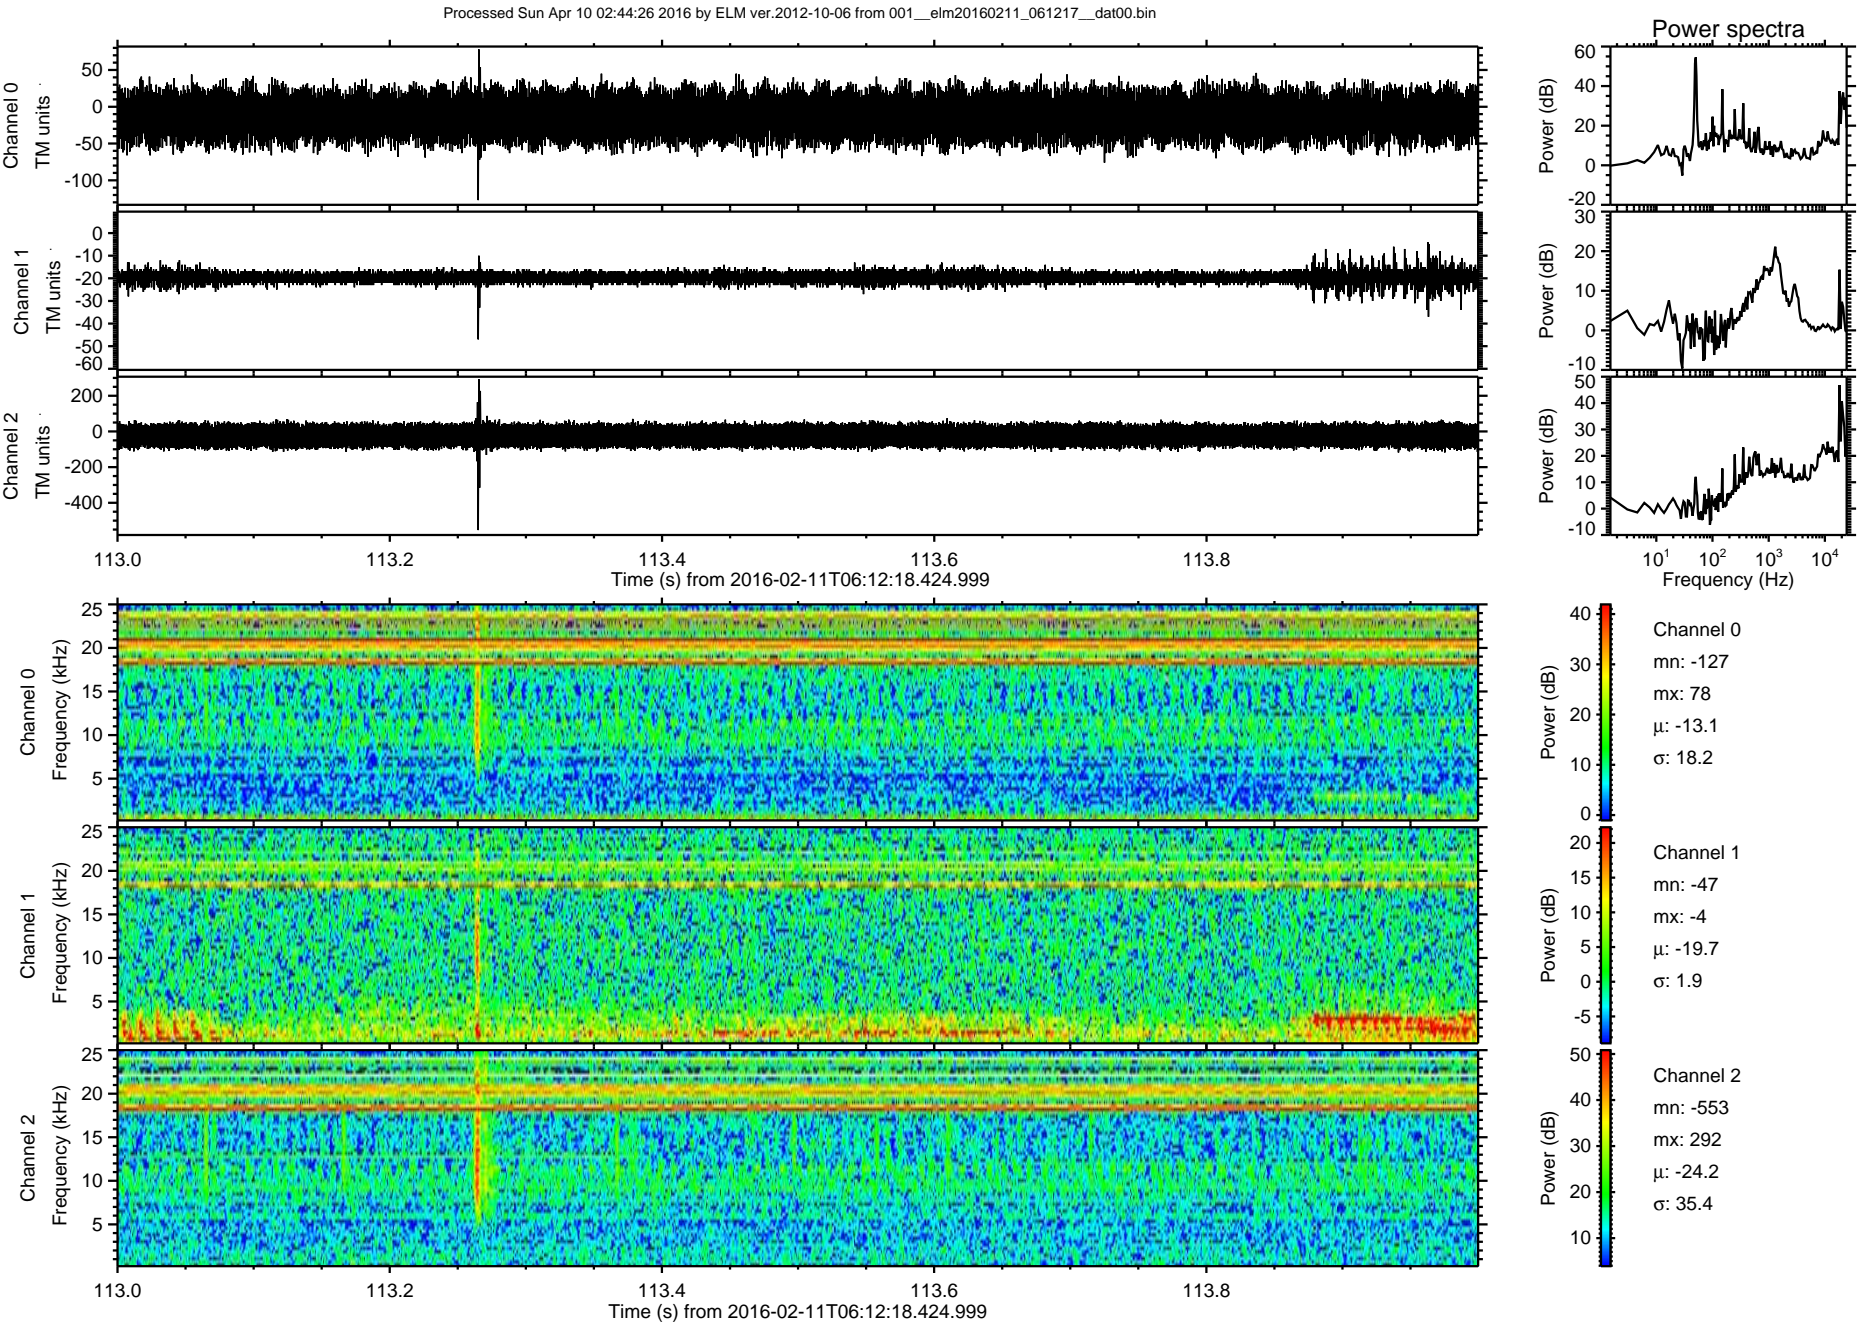 Processed Sun Apr 10 02:44:26 2016 by ELM ver.2012-10-06 from 001__elm20160211_061217__dat00.bin
Power spectra
Channel 0
TM units
50
0
-50
-100
Power (dB)
60
40
20
0
-20
Channel 1
TM units
0
-10
-20
-30
-40
-50
-60
Power (dB)
30
20
10
0
-10
Channel 2
TM units
200
0
-200
-400
Power (dB)
50
40
30
20
10
0
-10
113.0 113.2 113.4 113.6 113.8
Time (s) from 2016-02-11T06:12:18.424.999
10¹ 10² 10³ 10⁴
Frequency (Hz)
Channel 0
Frequency (kHz)
25
20
15
10
5
Power (dB)
40
30
20
10
0
Channel 0
mn: -127
mx: 78
μ: -13.1
σ: 18.2
Channel 1
Frequency (kHz)
25
20
15
10
5
Power (dB)
20
15
10
5
0
-5
Channel 1
mn: -47
mx: -4
μ: -19.7
σ: 1.9
Channel 2
Frequency (kHz)
25
20
15
10
5
Power (dB)
50
40
30
20
10
Channel 2
mn: -553
mx: 292
μ: -24.2
σ: 35.4
113.0 113.2 113.4 113.6 113.8
Time (s) from 2016-02-11T06:12:18.424.999